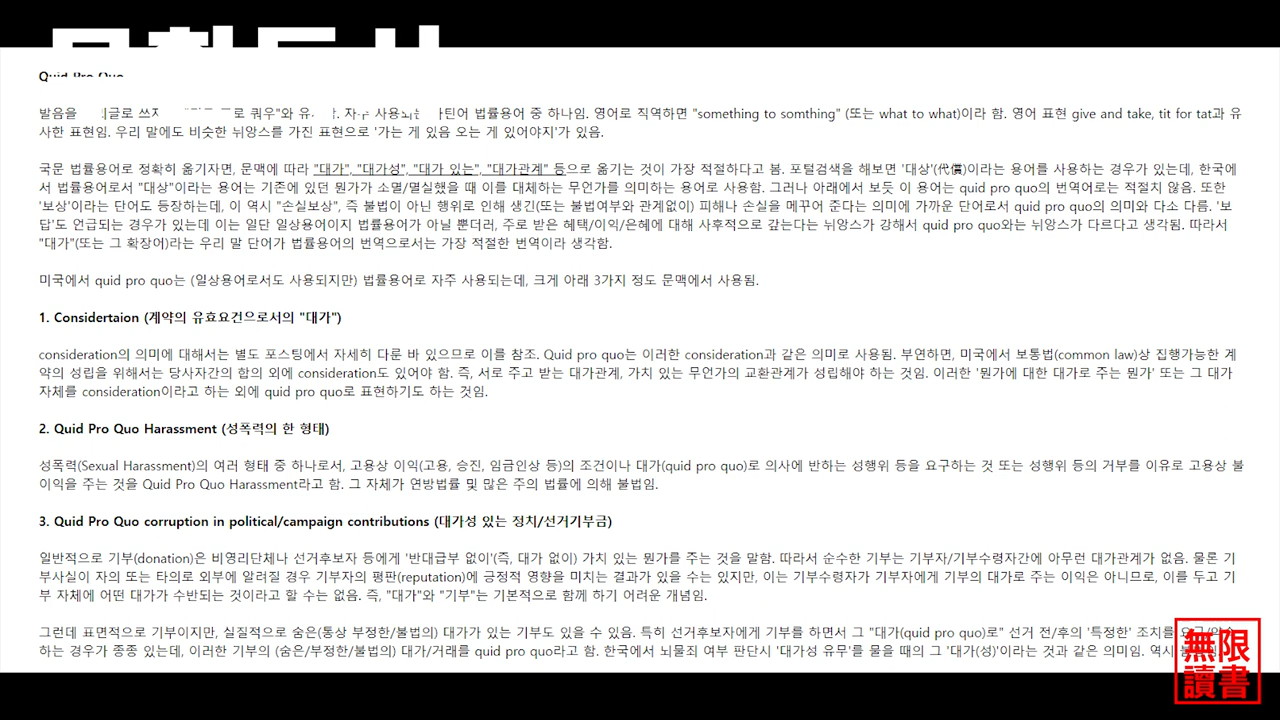 Quid Pro Quo
발음을 쓰자 쿼우"와 유 자주 사용되는 라틴어 법률용어 중 하나임. 영어로 직역하면 "something to somthing" (또는 what to what)이라 함. 영어 표현 give and take, tit for tat과 유
사한 표현임. 우리 말에도 비슷한 뉘앙스를 가진 표현으로 '가는 게 있음 오는 게 있어야지'가 있음.
국문 법률용어로 정확히 옮기자면, 문맥에 따라 "대가", "대가성", "대가 있는", "대가관계" 등으로 옮기는 것이 가장 적절하다고 봄. 포털검색을 해보면 '대상'(代償)이라는 용어를 사용하는 경우가 있는데, 한국에
서 법률용어로서 "대상"이라는 용어는 기존에 있던 뭔가가 소멸/멸실했을 때 이를 대체하는 무언가를 의미하는 용어로 사용함. 그러나 아래에서 보듯 이 용어는 quid pro quo의 번역어로는 적절치 않음. 또한
'보상'이라는 단어도 등장하는데, 이 역시 "손실보상", 즉 불법이 아닌 행위로 인해 생긴(또는 불법여부와 관계없이) 피해나 손실을 메꾸어 준다는 의미에 가까운 단어로서 quid pro quo의 의미와 다소 다름. '보
답'도 언급되는 경우가 있는데 이는 일단 일상용어이지 법률용어가 아닐 뿐더러, 주로 받은 혜택/이익/은혜에 대해 사후적으로 갚는다는 뉘앙스가 강해서 quid pro quo와는 뉘앙스가 다르다고 생각됨. 따라서
"대가"(또는 그 확장어)라는 우리 말 단어가 법률용어의 번역으로서는 가장 적절한 번역이라 생각함.
미국에서 quid pro quo는 (일상용어로서도 사용되지만) 법률용어로 자주 사용되는데, 크게 아래 3가지 정도 문맥에서 사용됨.
1. Considertaion (계약의 유효요건으로서의 "대가")
consideration의 의미에 대해서는 별도 포스팅에서 자세히 다룬 바 있으므로 이를 참조. Quid pro quo는 이러한 consideration과 같은 의미로 사용됨. 부연하면, 미국에서 보통법(common law)상 집행가능한 계
약의 성립을 위해서는 당사자간의 합의 외에 consideration도 있어야 함. 즉, 서로 주고 받는 대가관계, 가치 있는 무언가의 교환관계가 성립해야 하는 것임. 이러한 '뭔가에 대한 대가로 주는 뭔가' 또는 그 대가
자체를 consideration이라고 하는 외에 quid pro quo로 표현하기도 하는 것임.
2. Quid Pro Quo Harassment (성폭력의 한 형태)
성폭력(Sexual Harassment)의 여러 형태 중 하나로서, 고용상 이익(고용, 승진, 임금인상 등)의 조건이나 대가(quid pro quo)로 의사에 반하는 성행위 등을 요구하는 것 또는 성행위 등의 거부를 이유로 고용상 불
이익을 주는 것을 Quid Pro Quo Harassment라고 함. 그 자체가 연방법률 및 많은 주의 법률에 의해 불법임.
3. Quid Pro Quo corruption in political/campaign contributions (대가성 있는 정치/선거기부금)
일반적으로 기부(donation)은 비영리단체나 선거후보자 등에게 '반대급부 없이'(즉, 대가 없이) 가치 있는 뭔가를 주는 것을 말함. 따라서 순수한 기부는 기부자/기부수령자간에 아무런 대가관계가 없음. 물론 기
부사실이 자의 또는 타의로 외부에 알려질 경우 기부자의 평판(reputation)에 긍정적 영향을 미치는 결과가 있을 수는 있지만, 이는 기부수령자가 기부자에게 기부의 대가로 주는 이익은 아니므로, 이를 두고 기
부 자체에 어떤 대가가 수반되는 것이라고 할 수는 없음. 즉, "대가"와 "기부"는 기본적으로 함께 하기 어려운 개념임.
그런데 표면적으로 기부이지만, 실질적으로 숨은(통상 부정한/불법의) 대가가 있는 기부도 있을 수 있음. 특히 선거후보자에게 기부를 하면서 그 "대가(quid pro quo)로" 선거 전/후의 '특정한' 조치를
하는 경우가 종종 있는데, 이러한 기부의 (숨은/부정한/불법의) 대가/거래를 quid pro quo라고 함. 한국에서 뇌물죄 여부 판단시 '대가성 유무'를 물을 때의 그 '대가(성)'이라는 것과 같은 의미임. 역시
無限
讀書